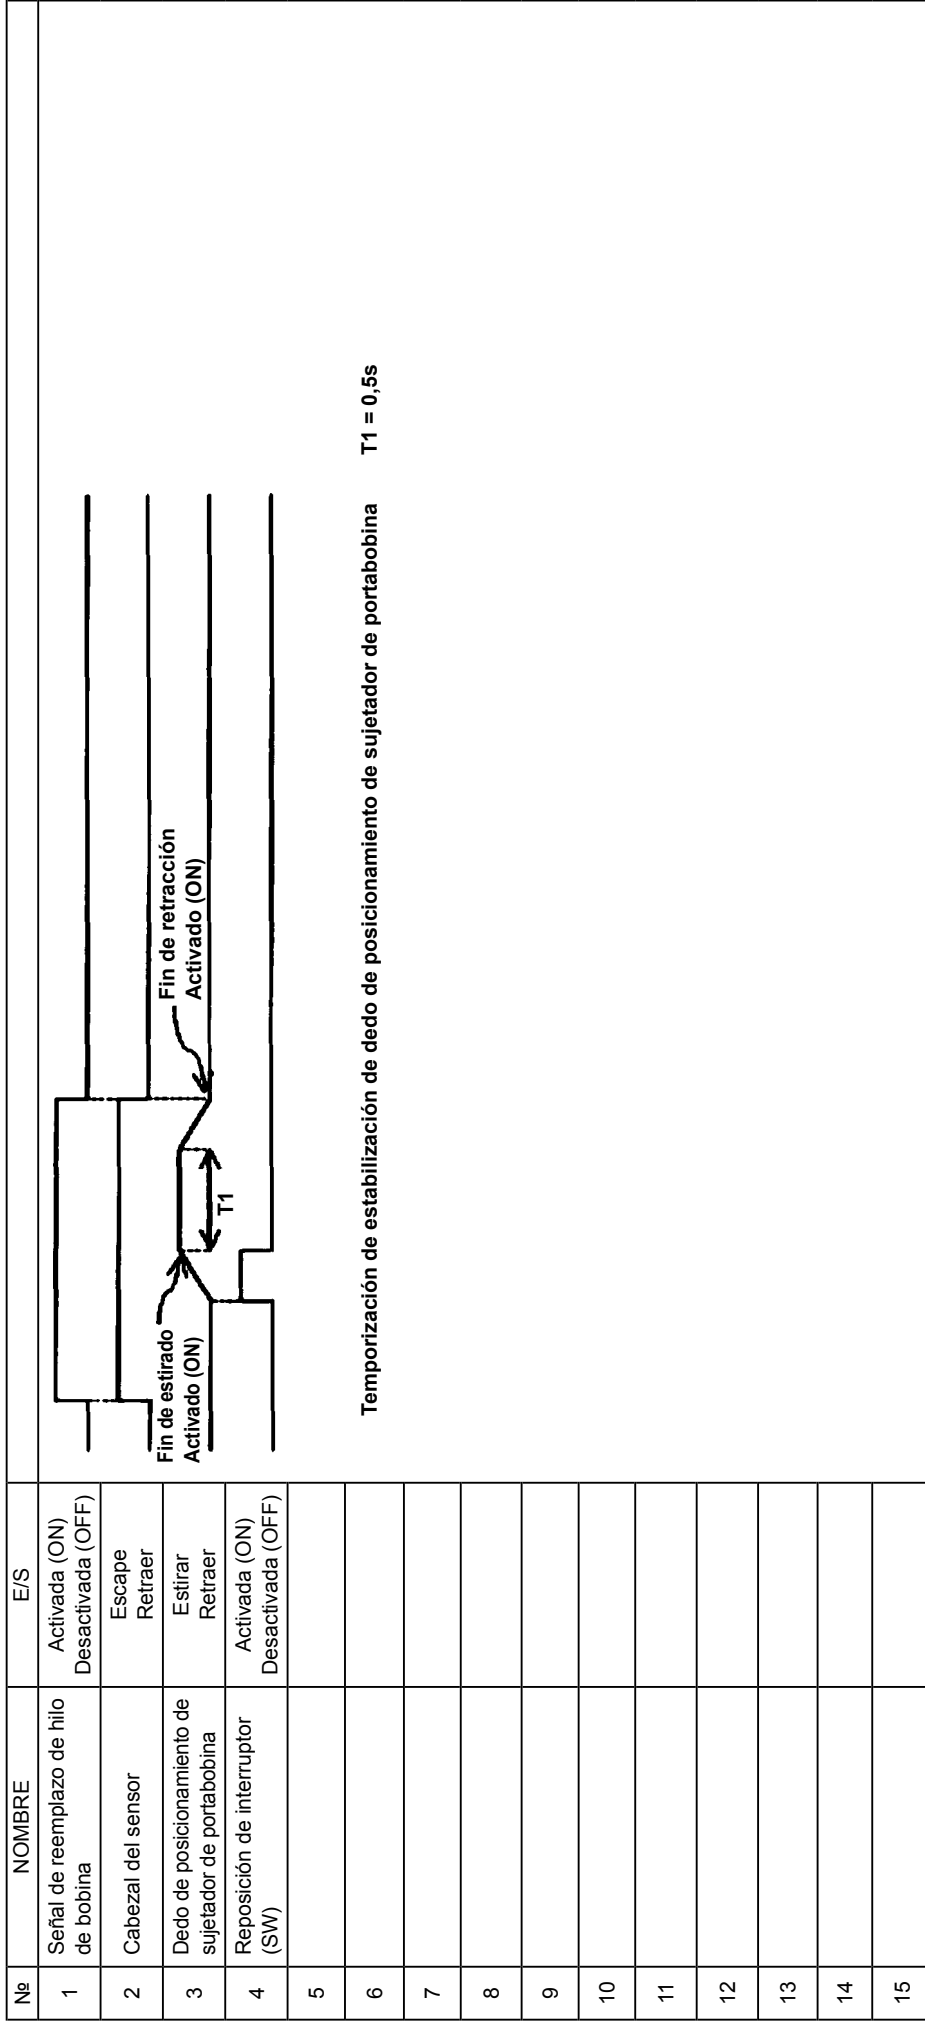 Nº NOMBRE E/S
1 Señal de reemplazo de hilo
de bobina
Activada (ON)
Desactivada (OFF)
2 Cabezal del sensor
Escape
Retraer
3 Dedo de posicionamiento de
sujetador de portabobina
Estirar
Retraer
4 Reposición de interruptor
(SW)
Activada (ON)
Desactivada (OFF)
5
6
7
8
9
10
11
12
13
14
15
Fin de estirado
Activado (ON)
T1
Fin de retracción
Activado (ON)
Temporización de estabilización de dedo de posicionamiento de sujetador de portabobina T1 = 0,5s